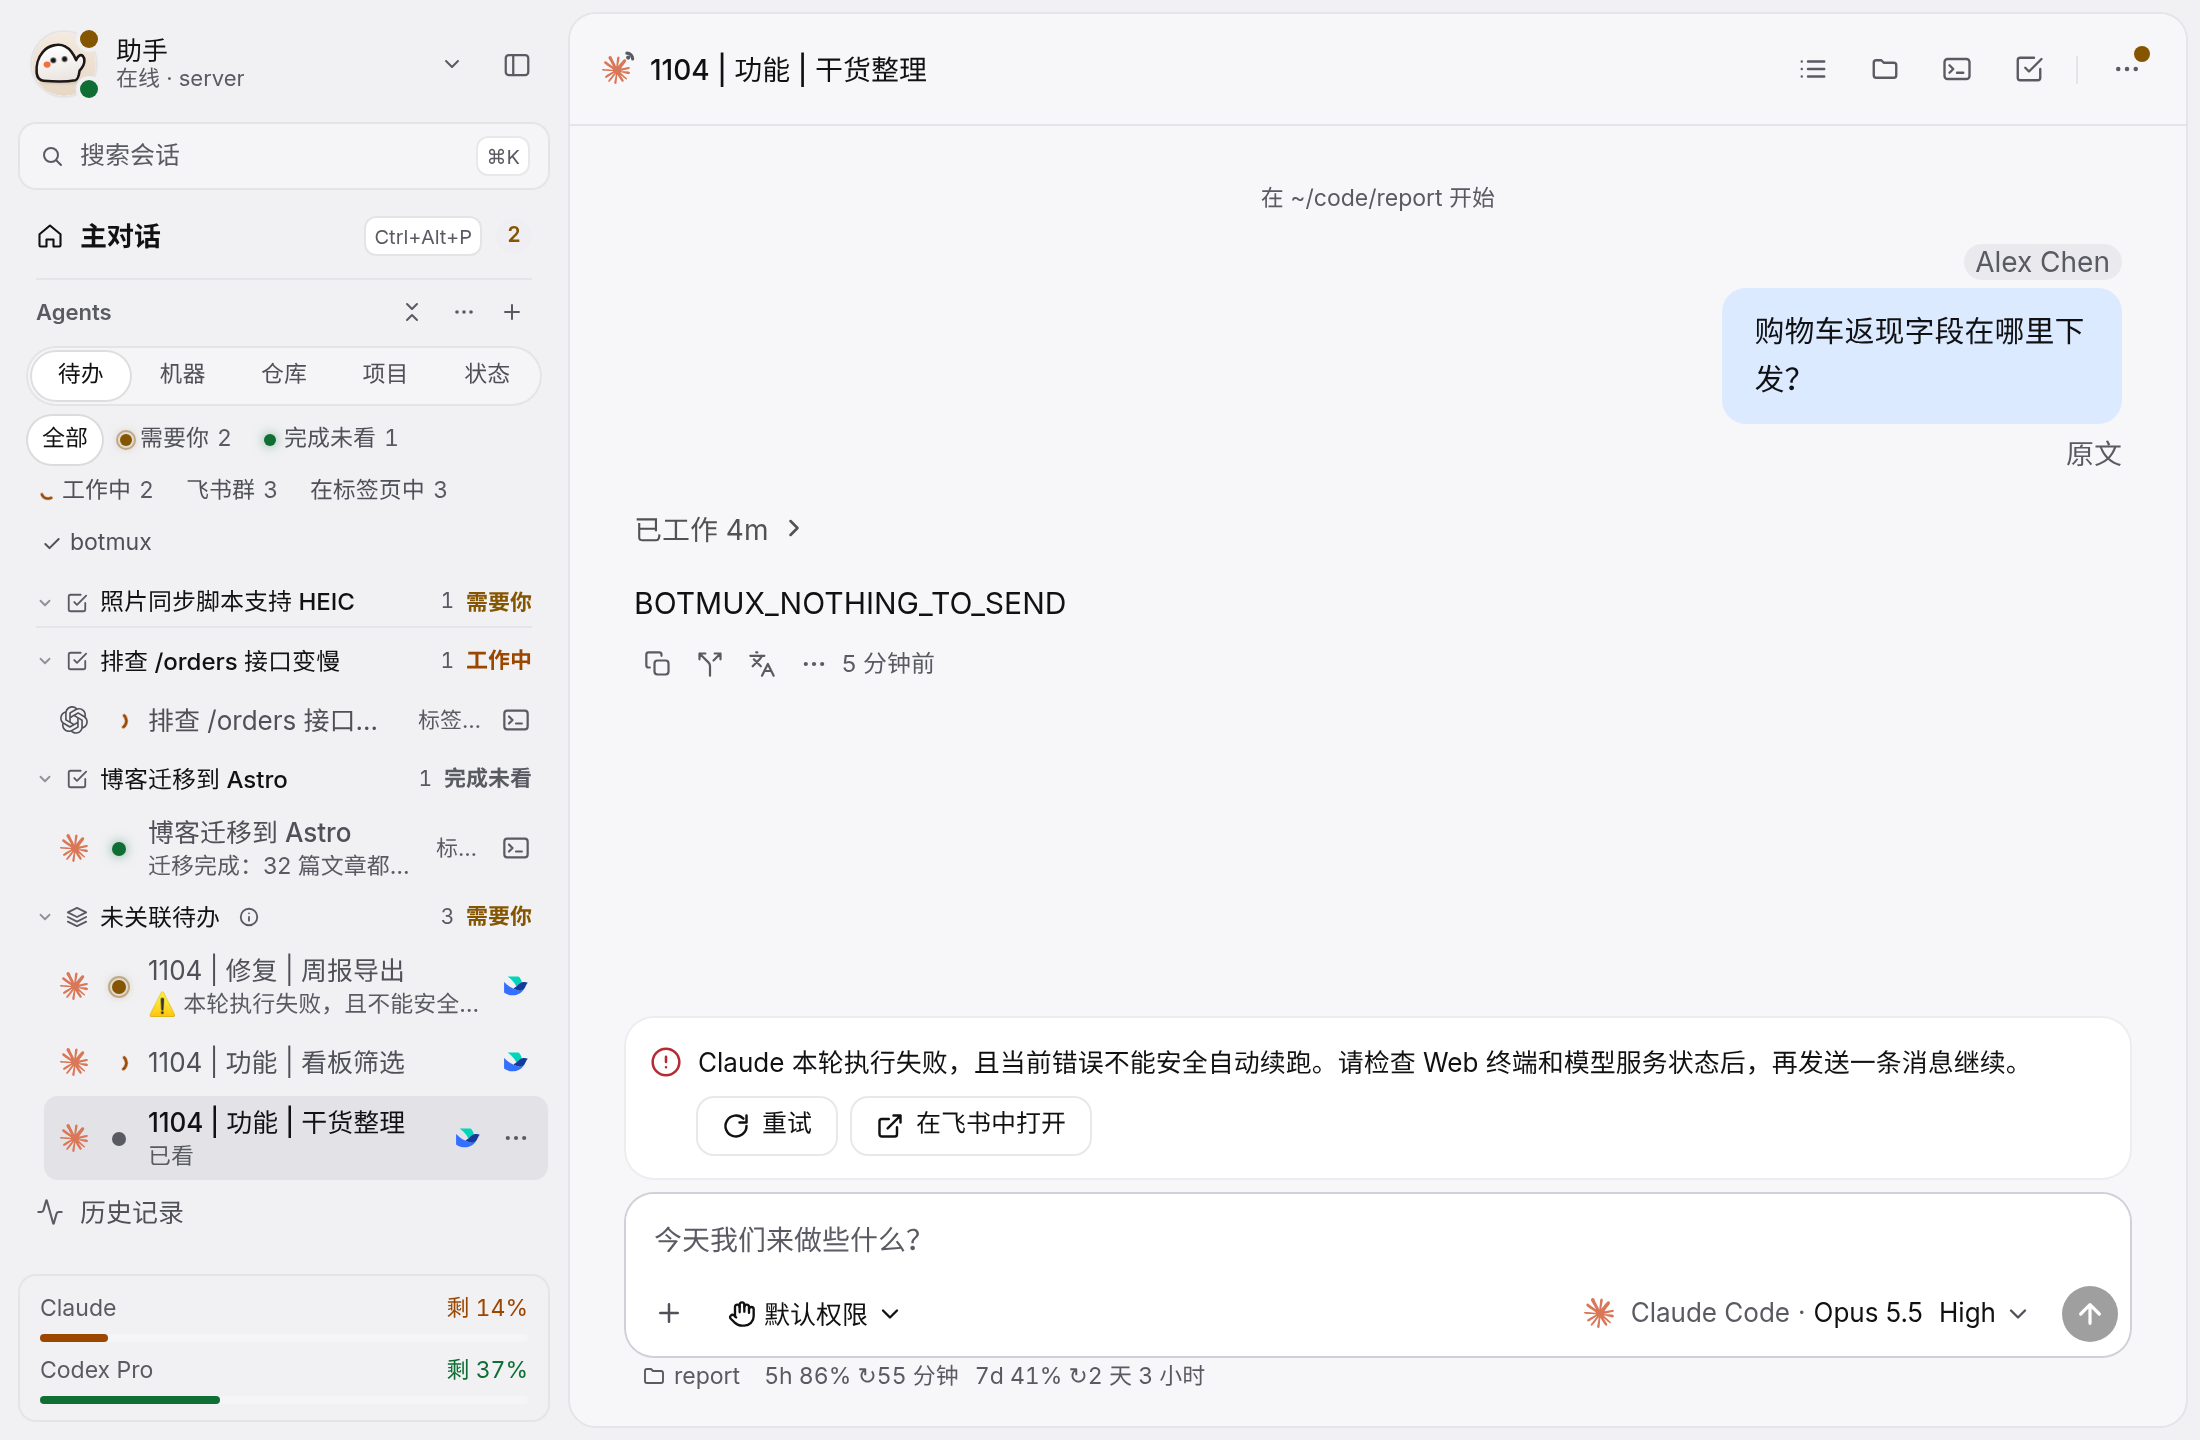 助手
在线 · server
搜索会话 ⌘K
主对话 Ctrl+Alt+P 2
Agents
待办 机器 仓库 项目 状态
全部 需要你 2 完成未看 1
工作中 2 飞书群 3 在标签页中 3
botmux
照片同步脚本支持 HEIC 1 需要你
排查 /orders 接口变慢 1 工作中
排查 /orders 接口... 标签...
博客迁移到 Astro 1 完成未看
博客迁移到 Astro 标...
迁移完成：32 篇文章都...
未关联待办 3 需要你
1104 | 修复 | 周报导出
⚠️ 本轮执行失败，且不能安全...
1104 | 功能 | 看板筛选
1104 | 功能 | 干货整理
已看
历史记录
Claude 剩 14%
Codex Pro 剩 37%
1104 | 功能 | 干货整理
在 ~/code/report 开始
Alex Chen
购物车返现字段在哪里下
发？
原文
已工作 4m
BOTMUX_NOTHING_TO_SEND
5 分钟前
Claude 本轮执行失败，且当前错误不能安全自动续跑。请检查 Web 终端和模型服务状态后，再发送一条消息继续。
重试 在飞书中打开
今天我们来做些什么？
默认权限 Claude Code · Opus 5.5 High
report 5h 86% ↻55 分钟 7d 41% ↻2 天 3 小时